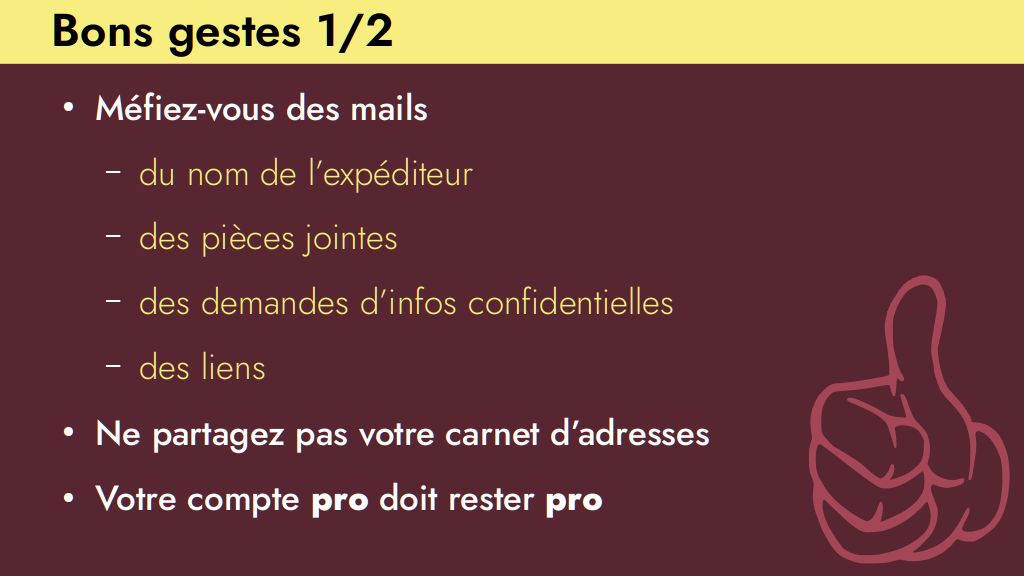 Bons gestes 1/2
• Méfiez-vous des mails
– du nom de l’expéditeur
– des pièces jointes
– des demandes d’infos confidentielles
– des liens
• Ne partagez pas votre carnet d’adresses
• Votre compte pro doit rester pro